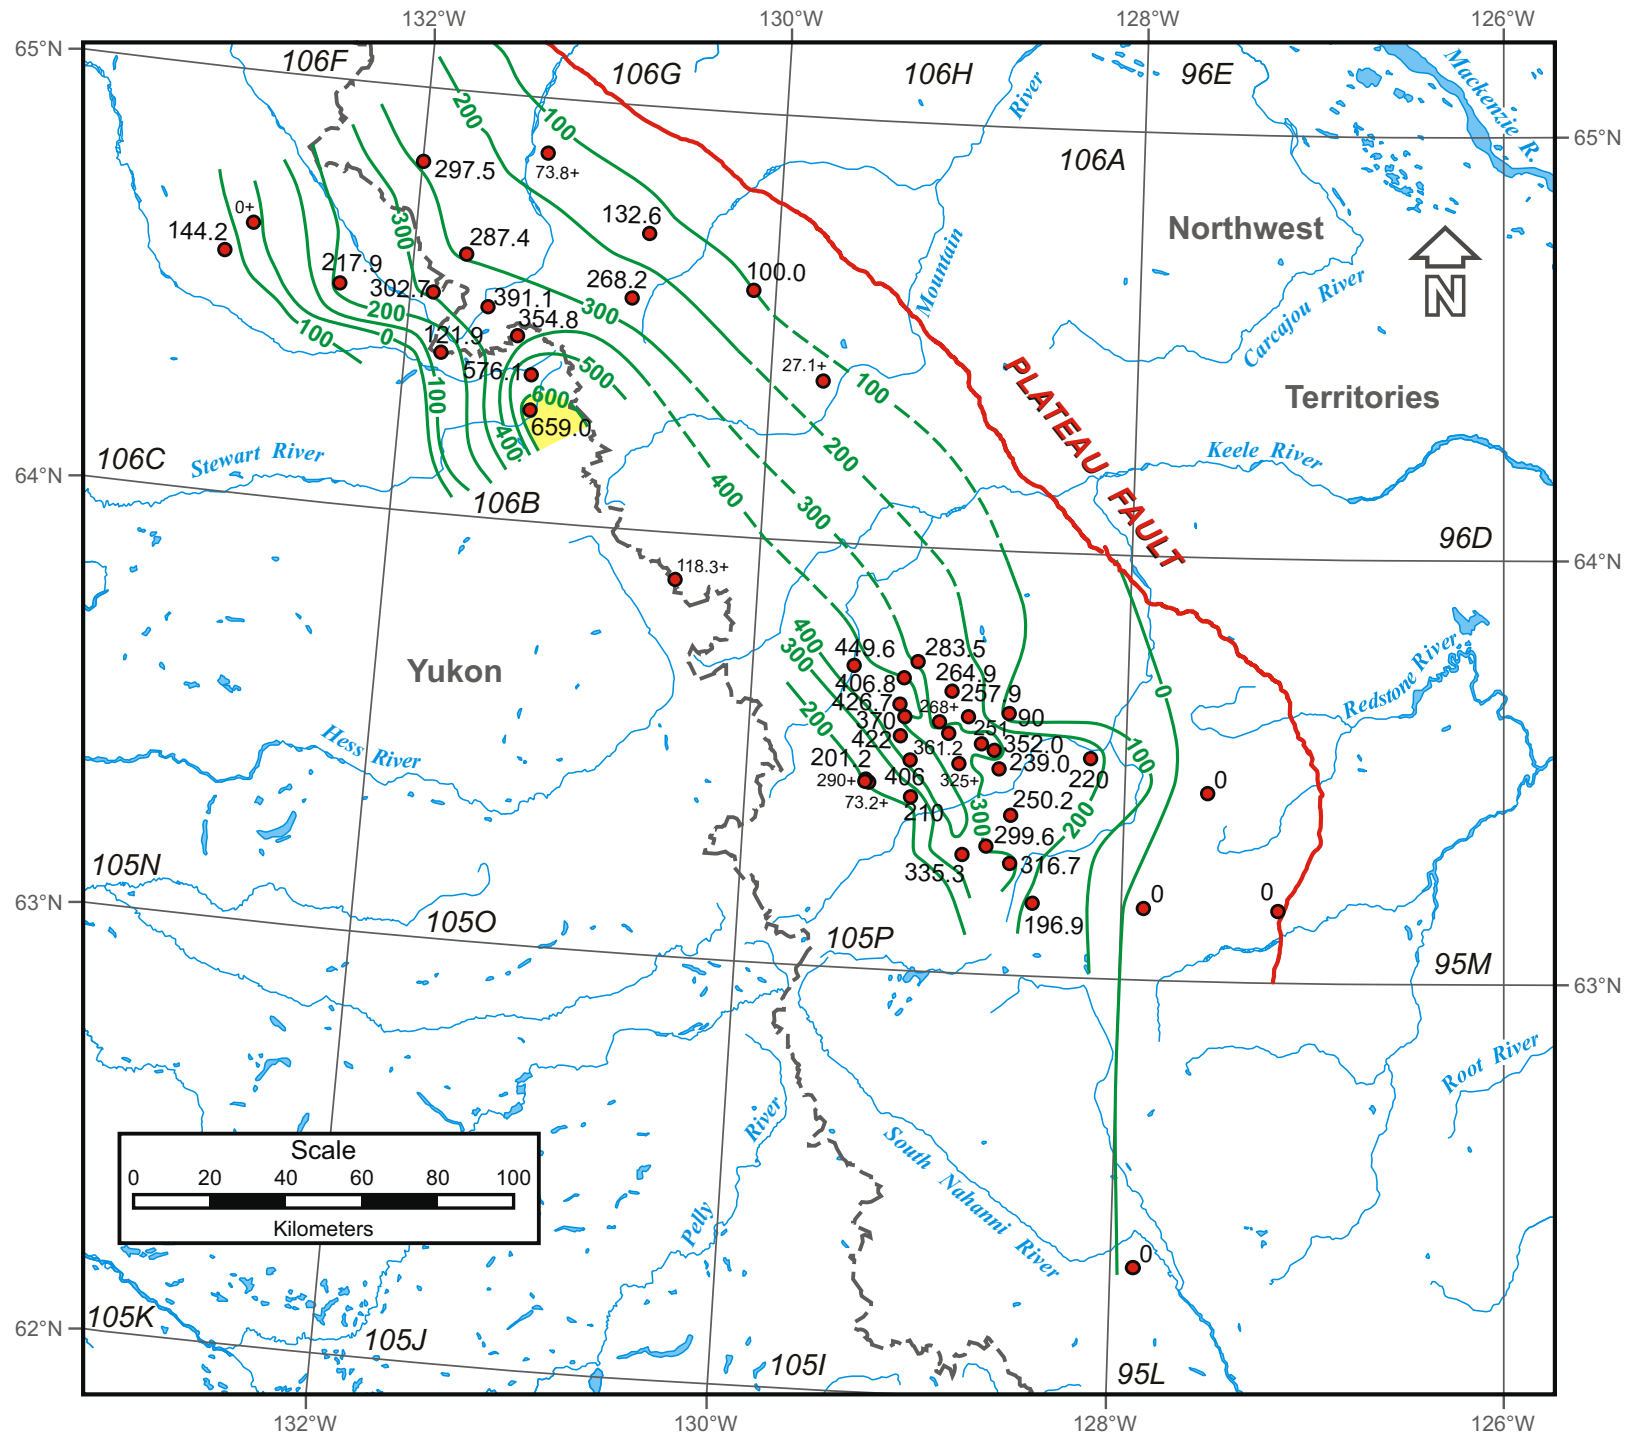 132°W
130°W
128°W
126°W
65°N
106F
106G
106H
96E
Mackenzie R.
River
200
100
65°N
106A
297.5
73.8+
0+
144.2
300
132.6
Northwest
287.4
Mountain
N
217.9
302.7
268.2
100.0
391.1
300
200
354.8
Carcajou River
100
0
121.9
576.1
500
27.1+
PLATEAU FAULT
100
100
600
659.0
400
Territories
106C
Stewart River
200
Keele River
64°N
106B
400
300
96D
64°N
118.3+
400
300
449.6
283.5
Yukon
406.8
264.9
257.9
0
Redstone River
426.7
268+
90
200
370
251
422
361.2
352.0
100
Hess River
201.2
239.0
290+
406
325+
220
0
73.2+
210
250.2
300
200
299.6
335.3
316.7
105N
0
0
63°N
105O
196.9
105P
95M
63°N
Root River
River
South Nahanni River
Scale
0 20 40 60 80 100
Kilometers
Pelly
0
62°N
105K
105J
105I
95L
132°W
130°W
128°W
126°W